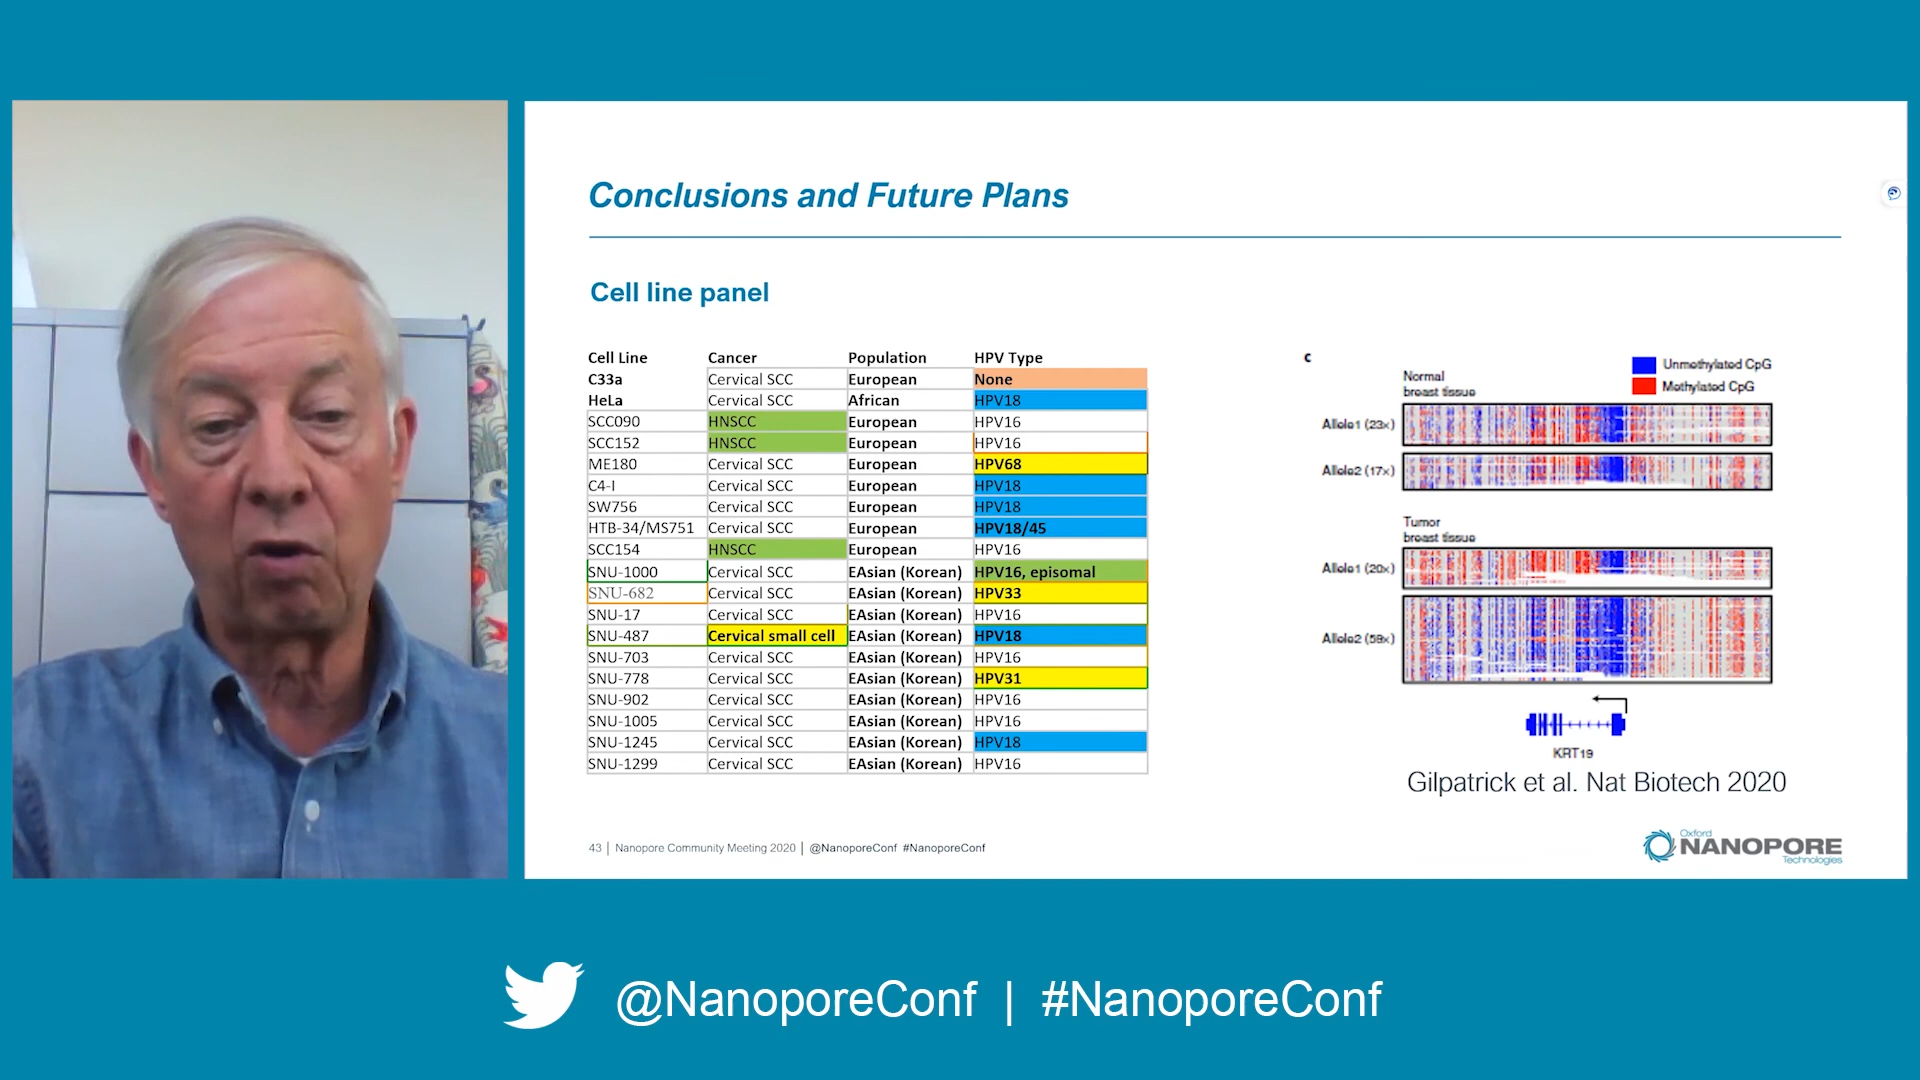 Conclusions and Future Plans
Cell line panel
Cell Line Cancer Population HPV Type
C33a Cervical SCC European None
HeLa Cervical SCC African HPV18
SCC090 HNSCC European HPV16
SCC152 HNSCC European HPV16
ME180 Cervical SCC European HPV68
C4-I Cervical SCC European HPV18
SW756 Cervical SCC European HPV18
HTB-34/MS751 Cervical SCC European HPV18/45
SCC154 HNSCC European HPV16
SNU-1000 Cervical SCC EAsian (Korean) HPV16, episomal
SNU-682 Cervical SCC EAsian (Korean) HPV33
SNU-17 Cervical SCC EAsian (Korean) HPV16
SNU-487 Cervical small cell EAsian (Korean) HPV18
SNU-703 Cervical SCC EAsian (Korean) HPV16
SNU-778 Cervical SCC EAsian (Korean) HPV31
SNU-902 Cervical SCC EAsian (Korean) HPV16
SNU-1005 Cervical SCC EAsian (Korean) HPV16
SNU-1245 Cervical SCC EAsian (Korean) HPV18
SNU-1299 Cervical SCC EAsian (Korean) HPV16
c
Unmethylated CpG
Methylated CpG
Normal
breast tissue
Allele1 (23×)
Allele2 (17×)
Tumor
breast tissue
Allele1 (20×)
Allele2 (59×)
KRT19
Gilpatrick et al. Nat Biotech 2020
43 | Nanopore Community Meeting 2020 | @NanoporeConf #NanoporeConf
Oxford
NANOPORE
Technologies
@NanoporeConf | #NanoporeConf